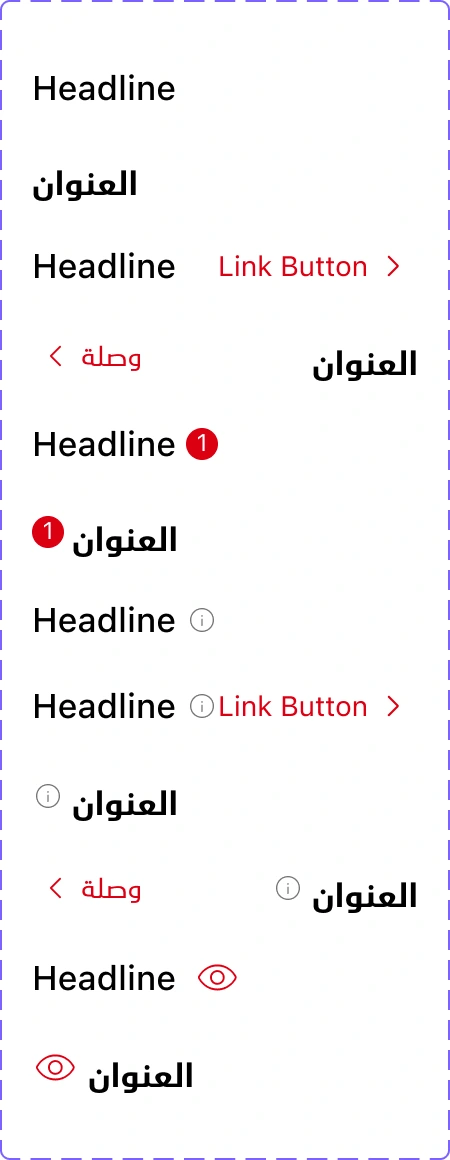 Headline
العنوان
Headline Link Button
العنوان وصلة
Headline 1
العنوان 1
Headline
Headline Link Button
العنوان
العنوان وصلة
Headline
العنوان